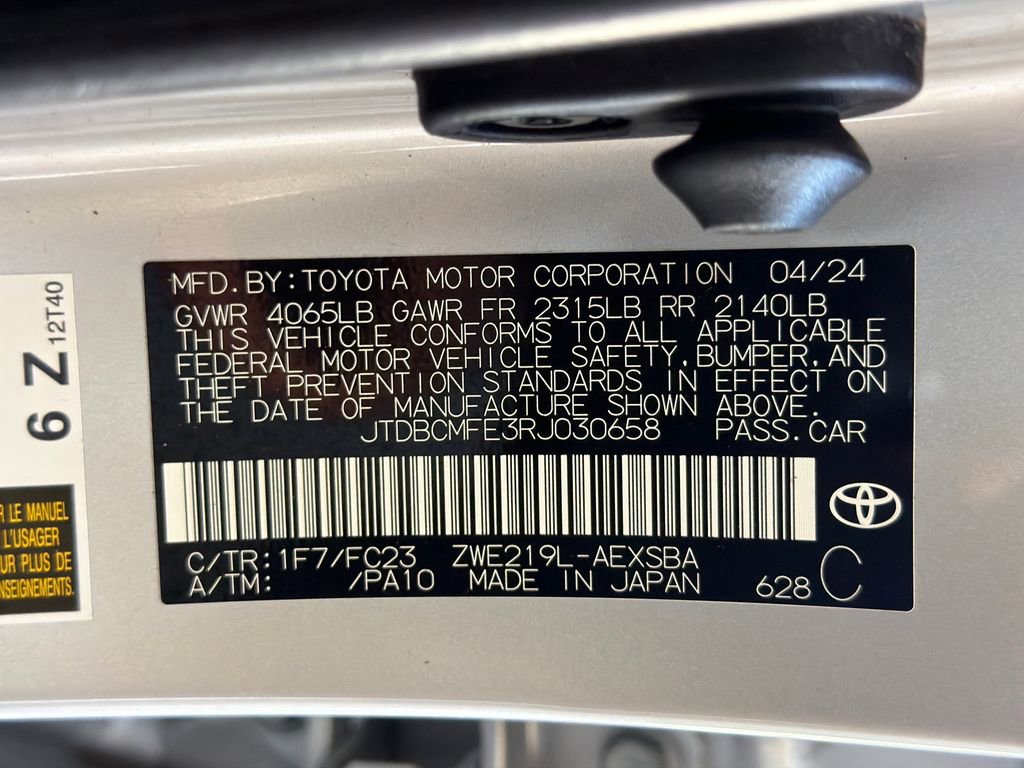 MFD.BY:TOYOTA MOTOR CORPORATION 04/24
GVWR 4065LB GAWR FR 2315LB RR 2140LB
THIS VEHICLE CONFORMS TO ALL APPLICABLE
FEDERAL MOTOR VEHICLE SAFETY,BUMPER,AND
THEFT PREVENTION STANDARDS IN EFFECT ON
THE DATE OF MANUFACTURE SHOWN ABOVE.
JTDBCMFE3RJ030658 PASS.CAR
C/TR:1F7/FC23 ZWE219L-AEXSBA
A/TM: /PA10 MADE IN JAPAN 628 C
6 Z 12T40
R LE MANUEL
L'USAGER
UR PLUS DE
NSEIGNEMENTS.